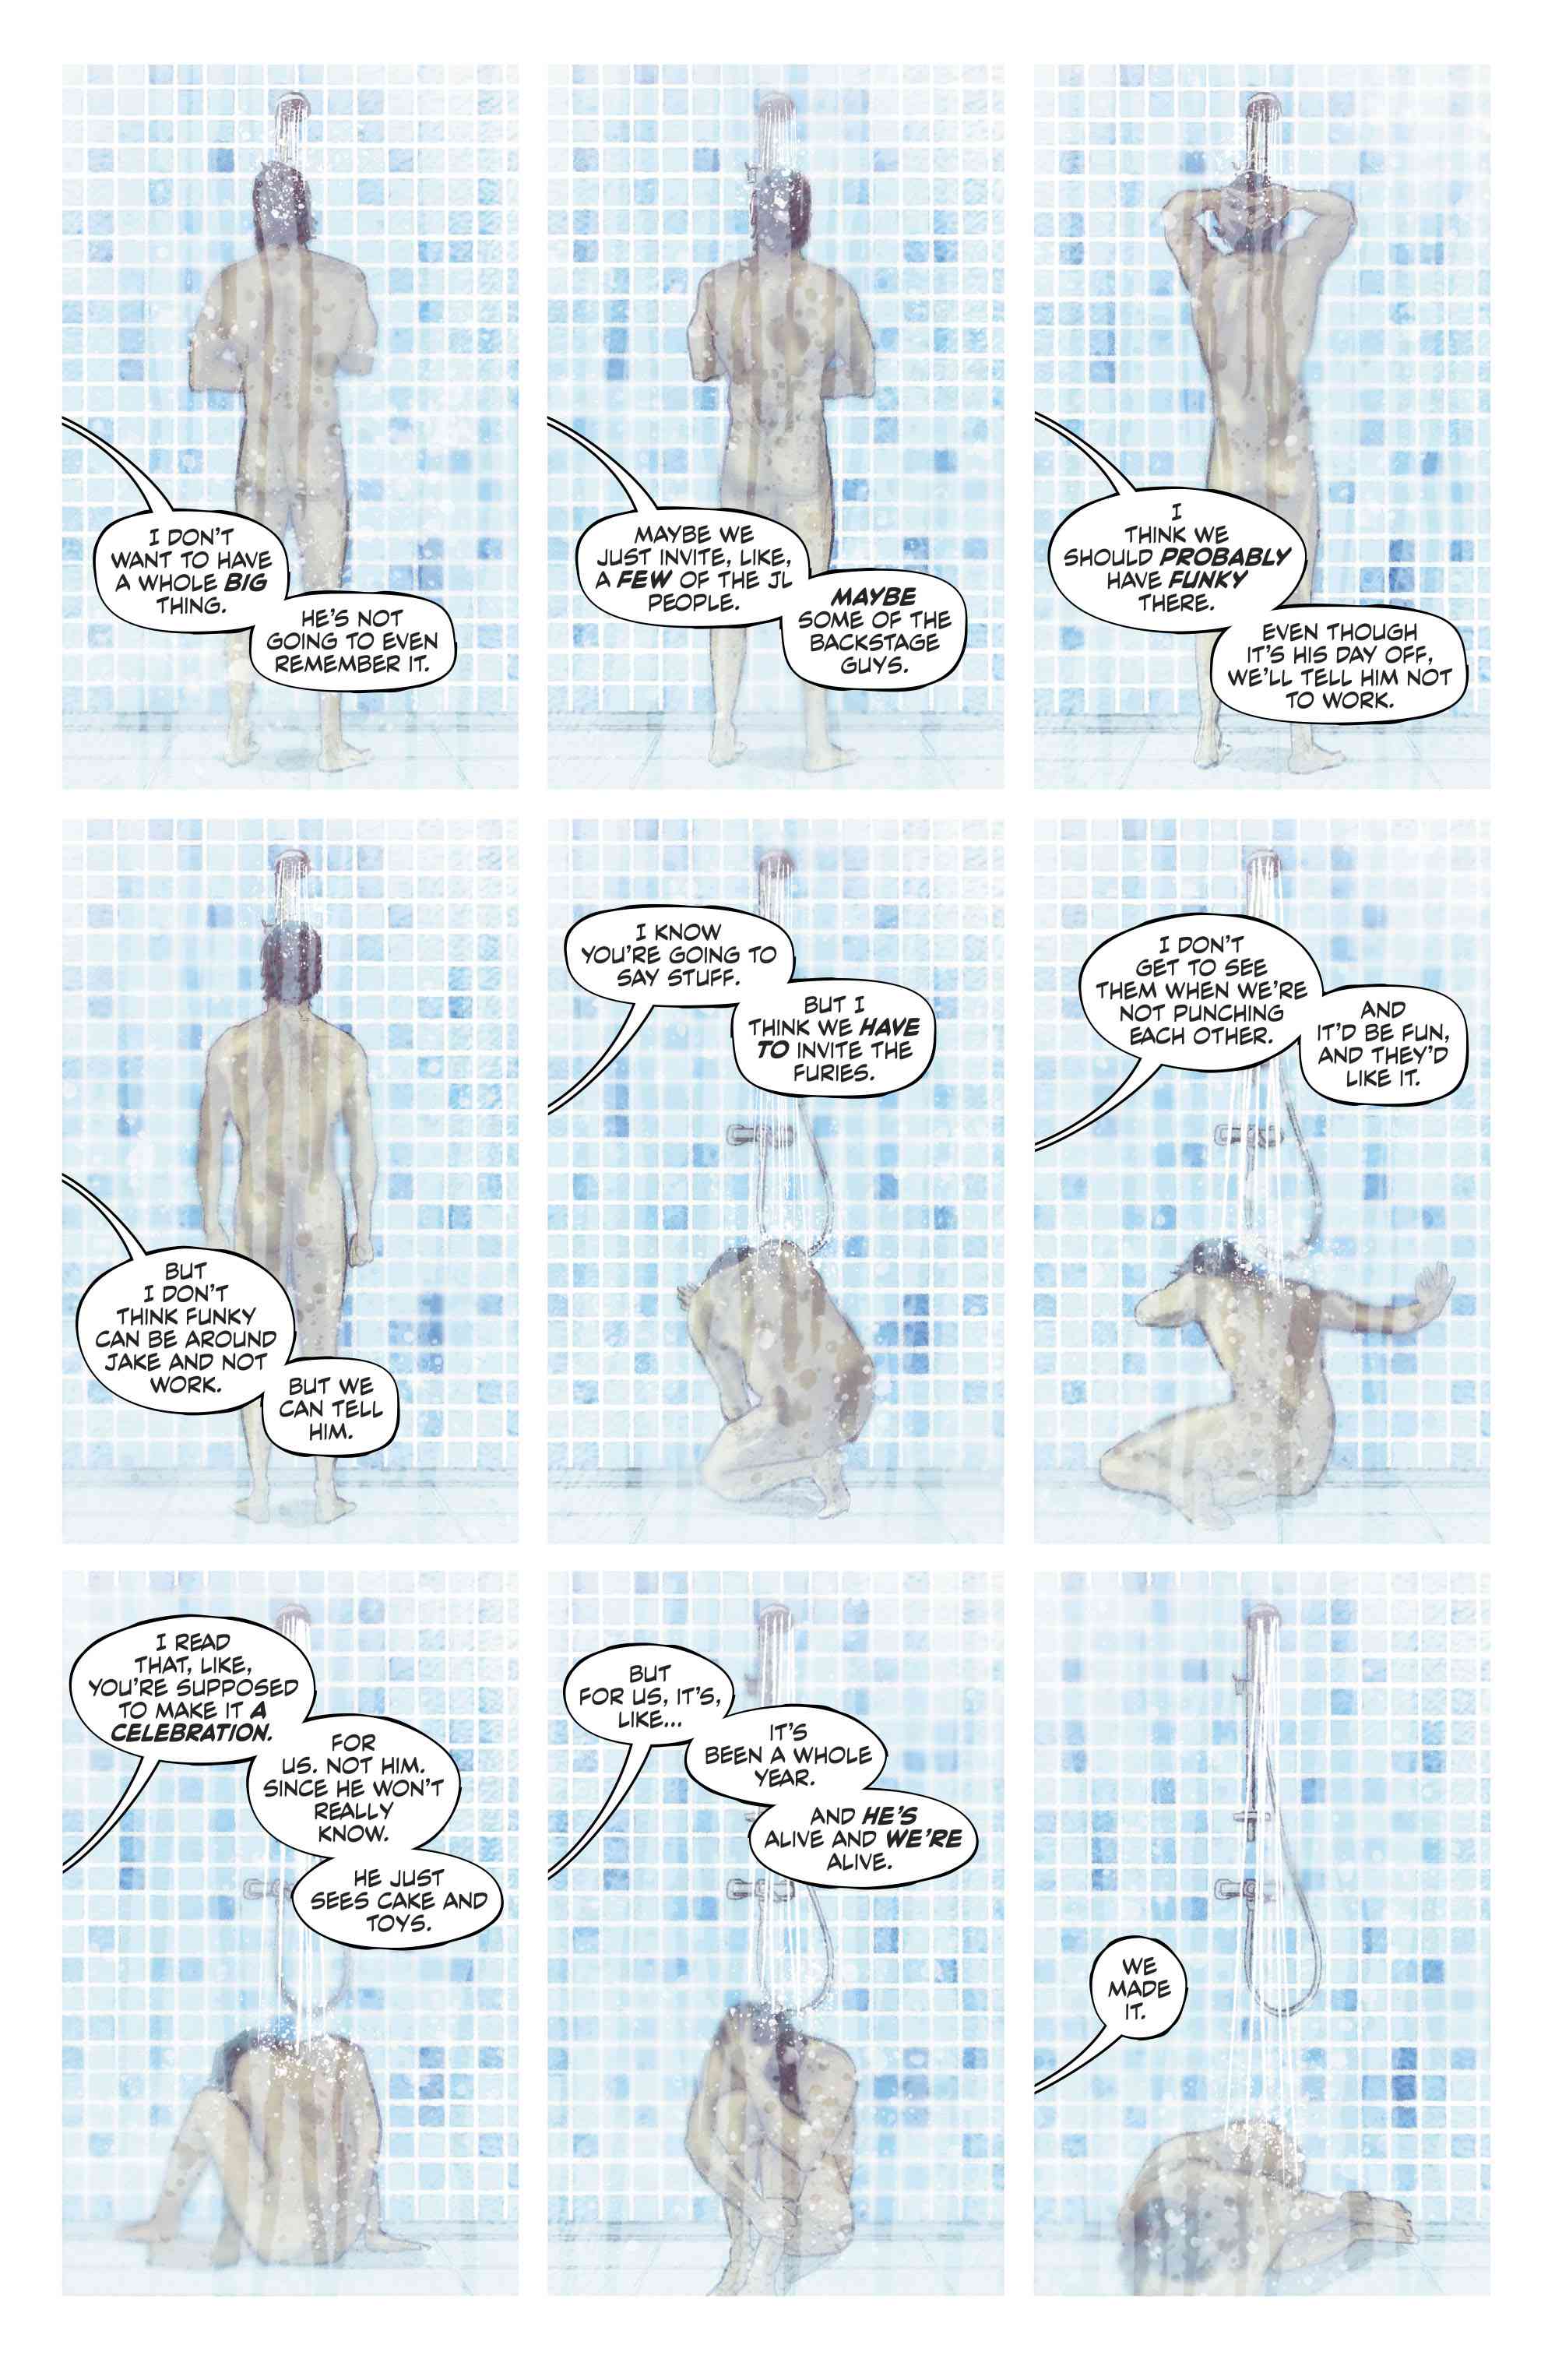 I DON'T
WANT TO HAVE
A WHOLE BIG
THING.
HE'S NOT
GOING TO EVEN
REMEMBER IT.
MAYBE WE
JUST INVITE, LIKE,
A FEW OF THE JL
PEOPLE.
MAYBE
SOME OF THE
BACKSTAGE
GUYS.
I
THINK WE
SHOULD PROBABLY
HAVE FUNKY
THERE.
EVEN THOUGH
IT'S HIS DAY OFF,
WE'LL TELL HIM NOT
TO WORK.
BUT
I DON'T
THINK FUNKY
CAN BE AROUND
JAKE AND NOT
WORK.
BUT WE
CAN TELL
HIM.
I KNOW
YOU'RE GOING TO
SAY STUFF.
BUT I
THINK WE HAVE
TO INVITE THE
FURIES.
I DON'T
GET TO SEE
THEM WHEN WE'RE
NOT PUNCHING
EACH OTHER.
AND
IT'D BE FUN,
AND THEY'D
LIKE IT.
I READ
THAT, LIKE,
YOU'RE SUPPOSED
TO MAKE IT A
CELEBRATION.
FOR
US. NOT HIM.
SINCE HE WON'T
REALLY
KNOW.
HE JUST
SEES CAKE AND
TOYS.
BUT
FOR US, IT'S,
LIKE...
IT'S
BEEN A WHOLE
YEAR.
AND HE'S
ALIVE AND WE'RE
ALIVE.
WE
MADE
IT.